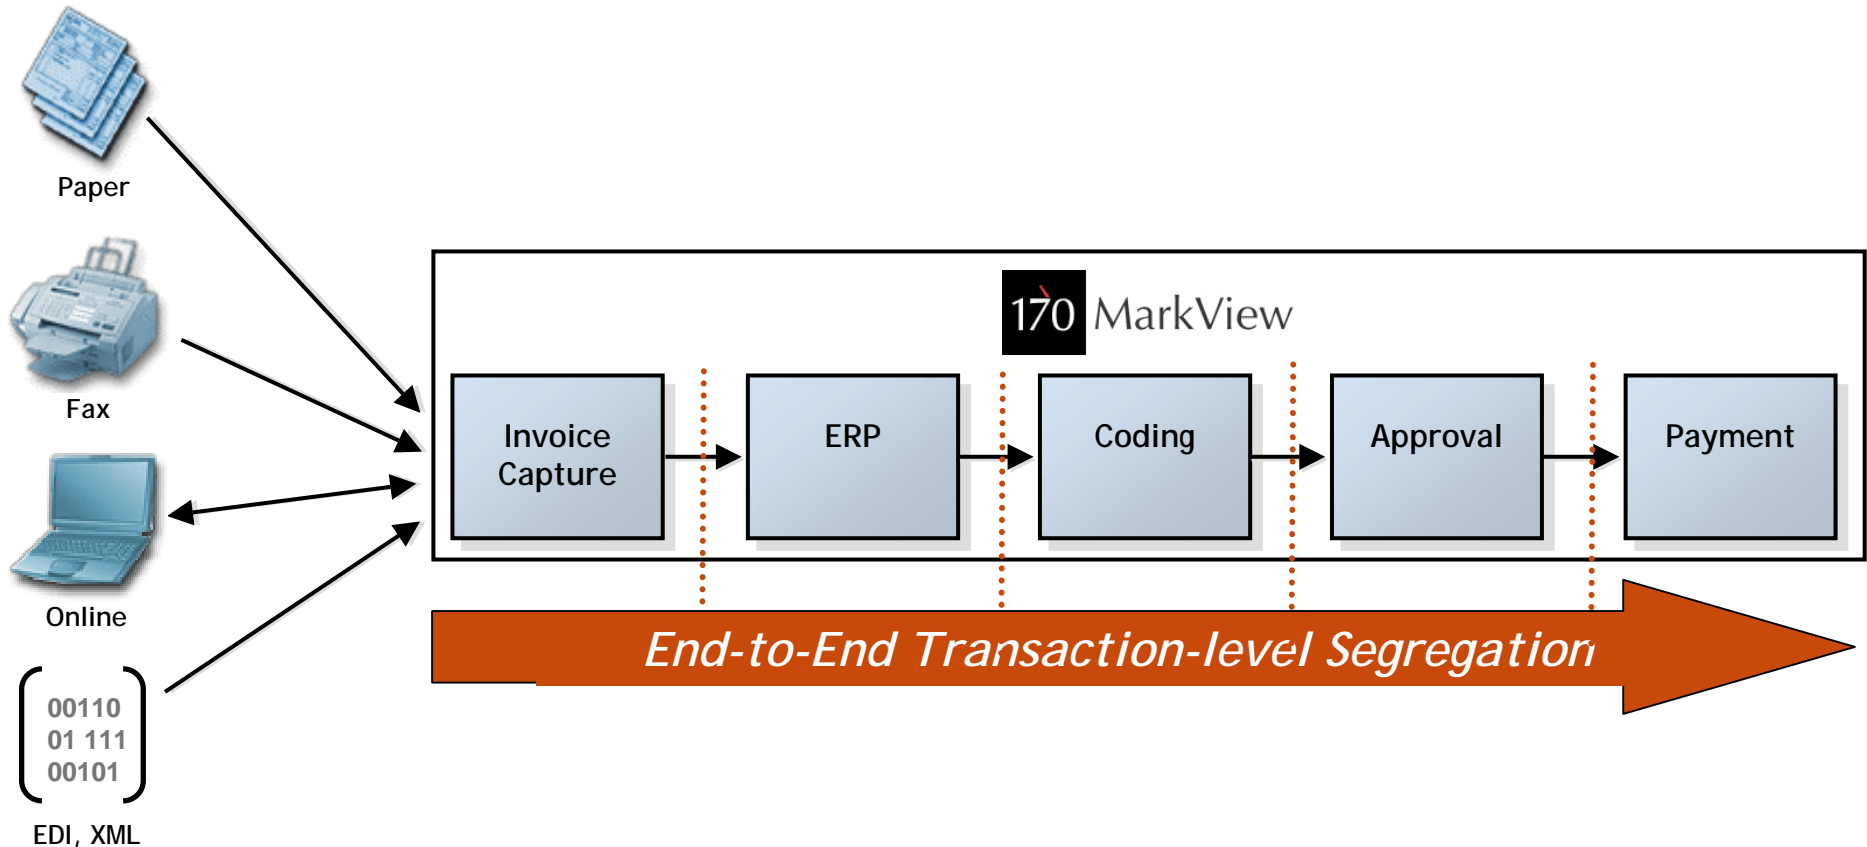 Paper
Fax
Online
00110
01 111
00101
EDI, XML
170 MarkView
Invoice
Capture
ERP
Coding
Approval
Payment
End-to-End Transaction-level Segregation